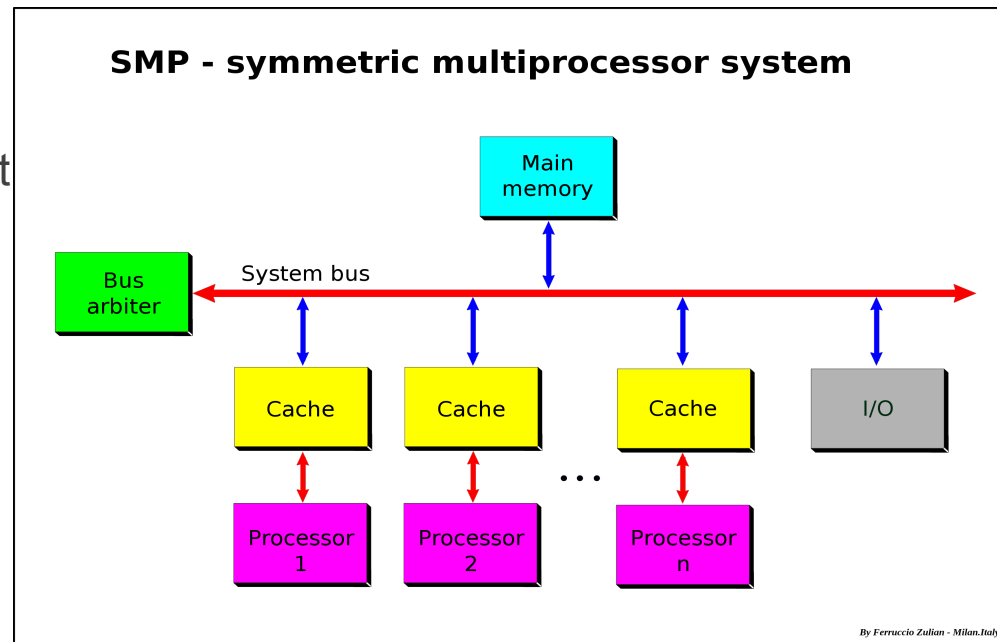 SMP - symmetric multiprocessor system
Main
memory
t
System bus
Bus
arbiter
Cache
Cache
Cache
I/O
...
Processor
1
Processor
2
Processor
n
By Ferruccio Zulian - Milan.Italy